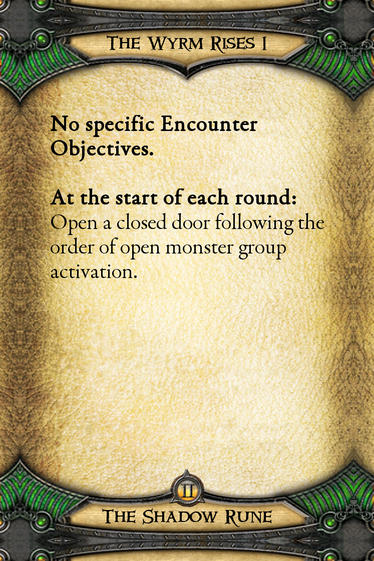 The Wyrm Rises I
No specific Encounter
Objectives.
At the start of each round:
Open a closed door following the
order of open monster group
activation.
II
The Shadow Rune